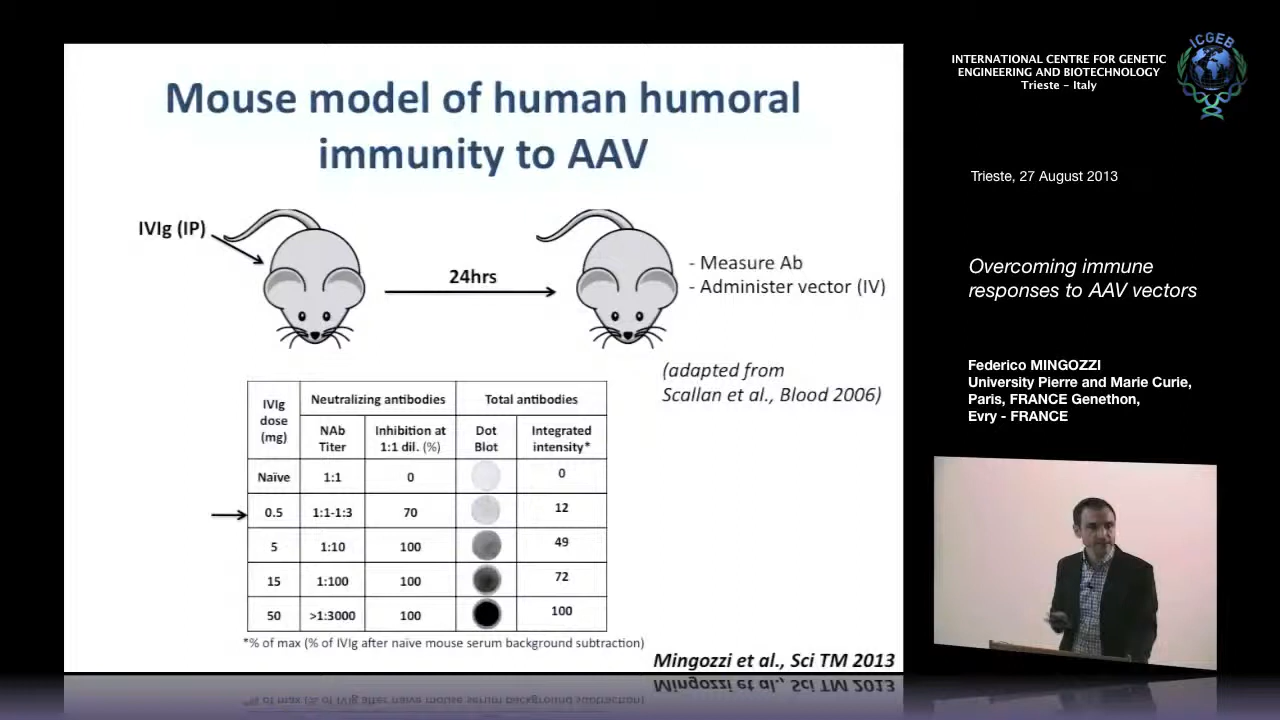 Mouse model of human humoral
immunity to AAV
IVIg (IP)
24hrs
- Measure Ab
- Administer vector (IV)
(adapted from
Scallan et al., Blood 2006)
IVIg dose (mg) Neutralizing antibodies Total antibodies
NAb Titer Inhibition at 1:1 dil. (%) Dot Blot Integrated intensity*
Naïve 1:1 0 0
0.5 1:1-1:3 70 12
5 1:10 100 49
15 1:100 100 72
50 >1:3000 100 100
*% of max (% of IVIg after naïve mouse serum background subtraction)
Mingozzi et al., Sci TM 2013
INTERNATIONAL CENTRE FOR GENETIC
ENGINEERING AND BIOTECHNOLOGY
Trieste - Italy
ICGEB
Trieste, 27 August 2013
Overcoming immune
responses to AAV vectors
Federico MINGOZZI
University Pierre and Marie Curie,
Paris, FRANCE Genethon,
Evry - FRANCE